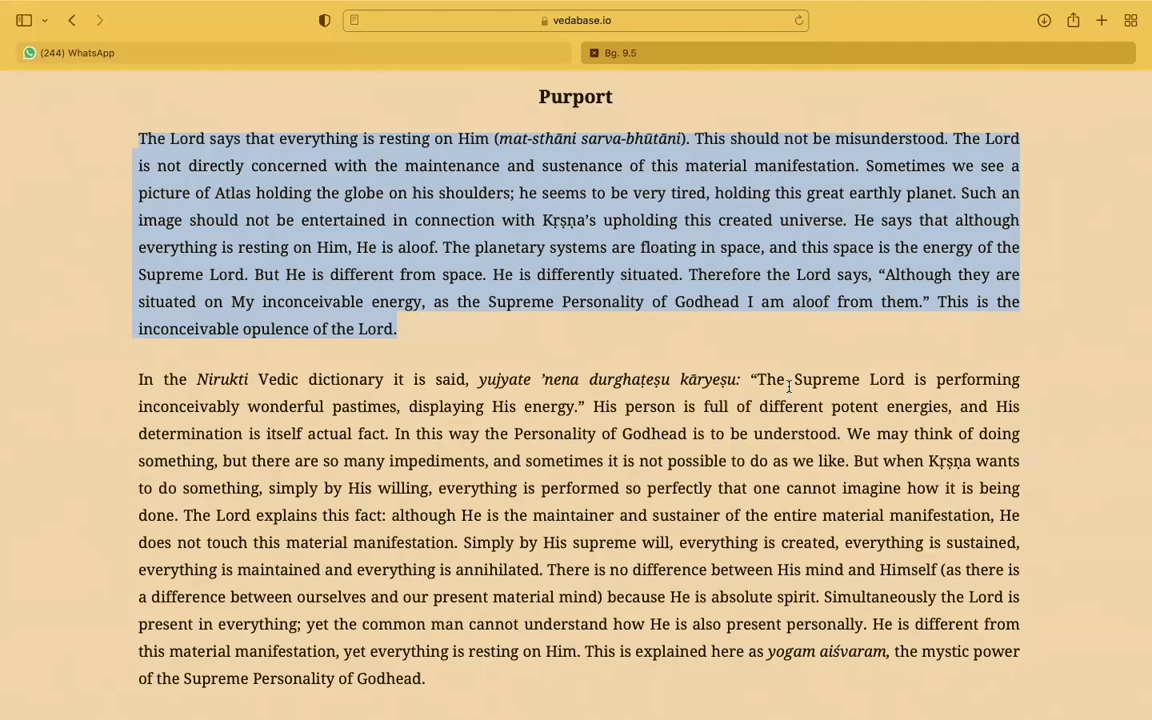 vedabase.io
(244) WhatsApp
Bg. 9.5
Purport
The Lord says that everything is resting on Him (mat-sthāni sarva-bhūtāni). This should not be misunderstood. The Lord
is not directly concerned with the maintenance and sustenance of this material manifestation. Sometimes we see a
picture of Atlas holding the globe on his shoulders; he seems to be very tired, holding this great earthly planet. Such an
image should not be entertained in connection with Kṛṣṇa’s upholding this created universe. He says that although
everything is resting on Him, He is aloof. The planetary systems are floating in space, and this space is the energy of the
Supreme Lord. But He is different from space. He is differently situated. Therefore the Lord says, “Although they are
situated on My inconceivable energy, as the Supreme Personality of Godhead I am aloof from them.” This is the
inconceivable opulence of the Lord.
In the Nirukti Vedic dictionary it is said, yujyate ’nena durghaṭeṣu kāryeṣu: “The Supreme Lord is performing
inconceivably wonderful pastimes, displaying His energy.” His person is full of different potent energies, and His
determination is itself actual fact. In this way the Personality of Godhead is to be understood. We may think of doing
something, but there are so many impediments, and sometimes it is not possible to do as we like. But when Kṛṣṇa wants
to do something, simply by His willing, everything is performed so perfectly that one cannot imagine how it is being
done. The Lord explains this fact: although He is the maintainer and sustainer of the entire material manifestation, He
does not touch this material manifestation. Simply by His supreme will, everything is created, everything is sustained,
everything is maintained and everything is annihilated. There is no difference between His mind and Himself (as there is
a difference between ourselves and our present material mind) because He is absolute spirit. Simultaneously the Lord is
present in everything; yet the common man cannot understand how He is also present personally. He is different from
this material manifestation, yet everything is resting on Him. This is explained here as yogam aiśvaram, the mystic power
of the Supreme Personality of Godhead.